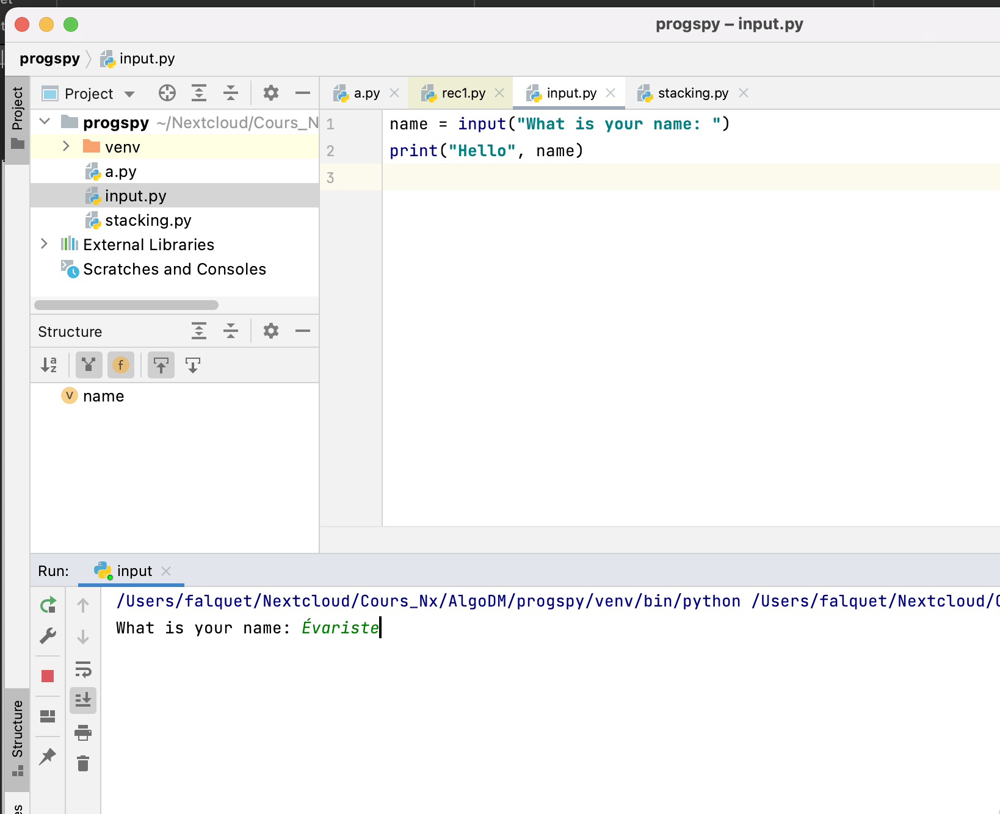 progspy – input.py
progspy input.py
Project
Project
a.py rec1.py input.py stacking.py
progspy ~/Nextcloud/Cours_N
venv
a.py
input.py
stacking.py
External Libraries
Scratches and Consoles
1 name = input("What is your name: ")
2 print("Hello", name)
3
Structure
a
z
f
V name
Run: input
/Users/falquet/Nextcloud/Cours_Nx/AlgoDM/progspy/venv/bin/python /Users/falquet/Nextcloud/C
What is your name: Évariste
Structure
es